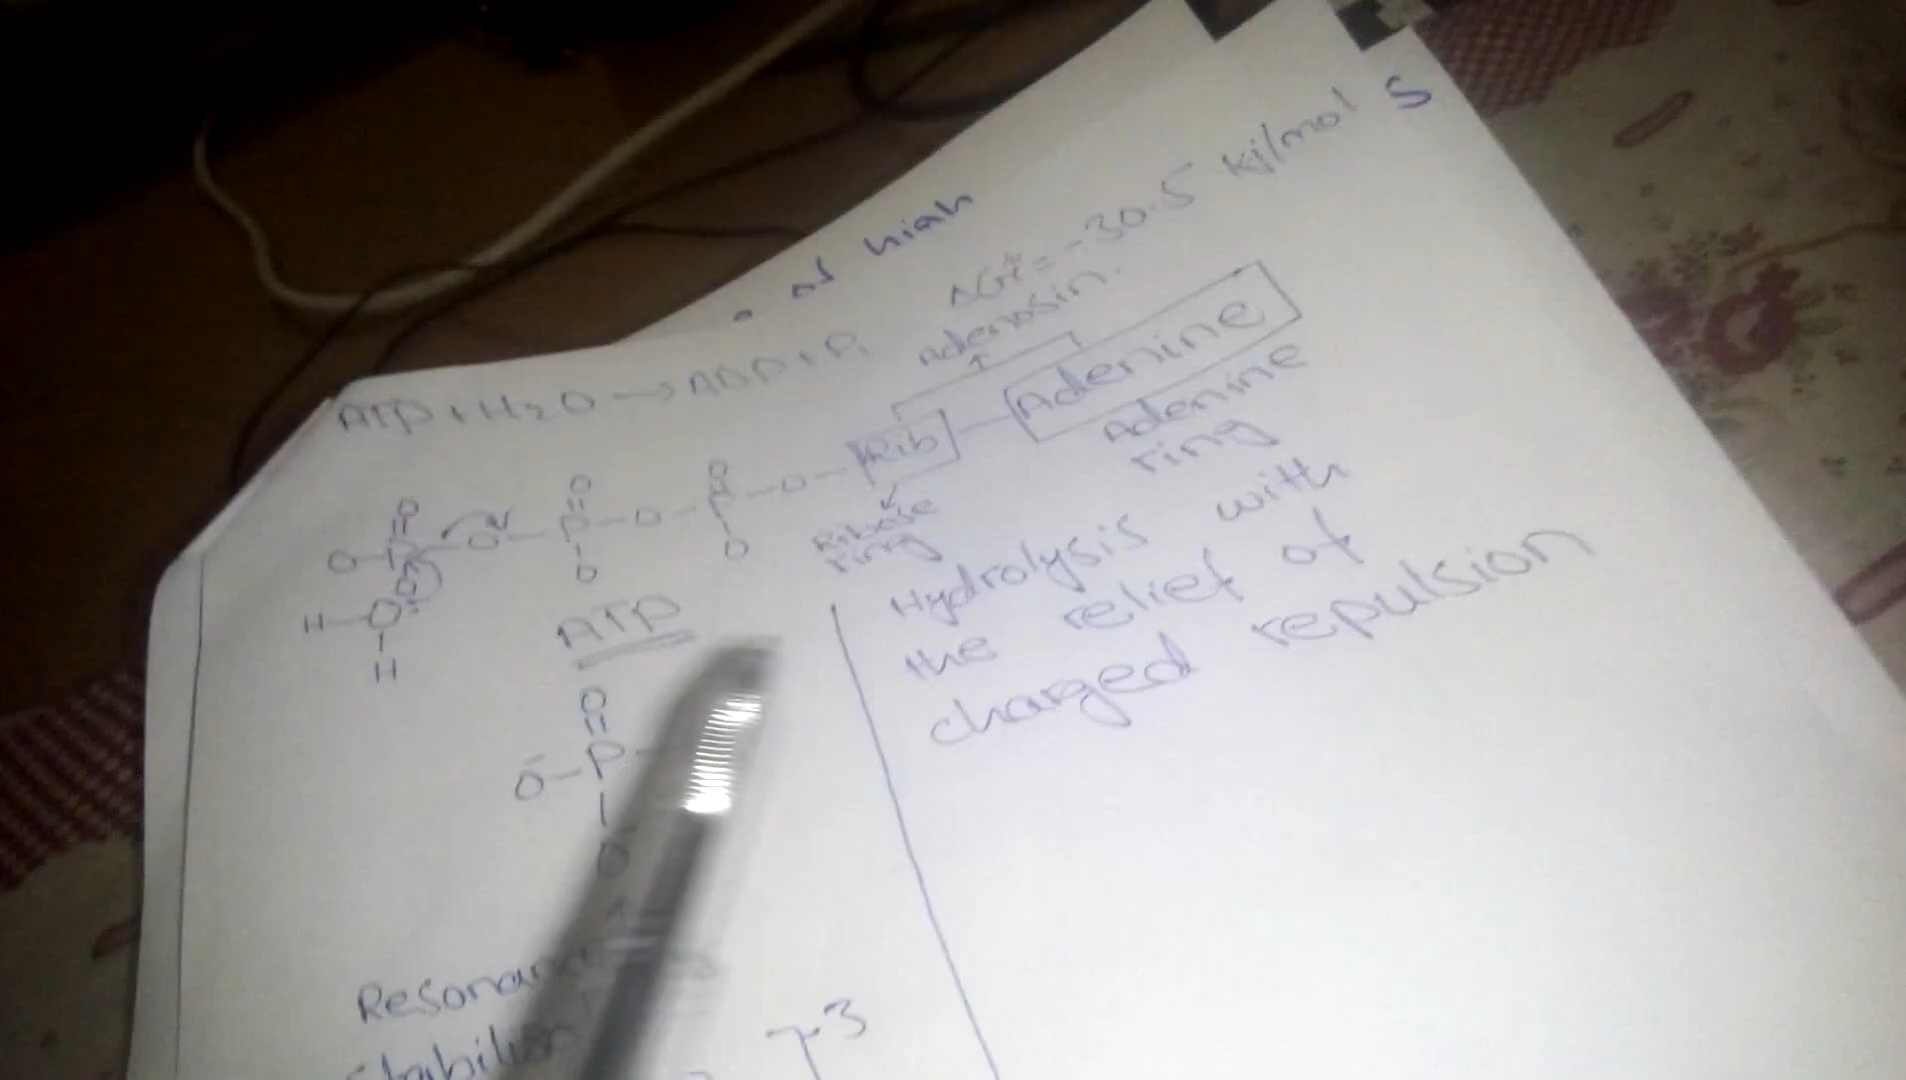 S
of high
ATP + H2O → ADP + Pi ΔG°= -30.5 kj/mol
Adenosin
O O O
O - P - O - P - O - P - O - Rib - Adenine
O O
H O
H
Ribose
ring
Adenine
ring
ATP
Hydrolysis with
the relief of
charged repulsion
O
O⁻ - P -
O
-3